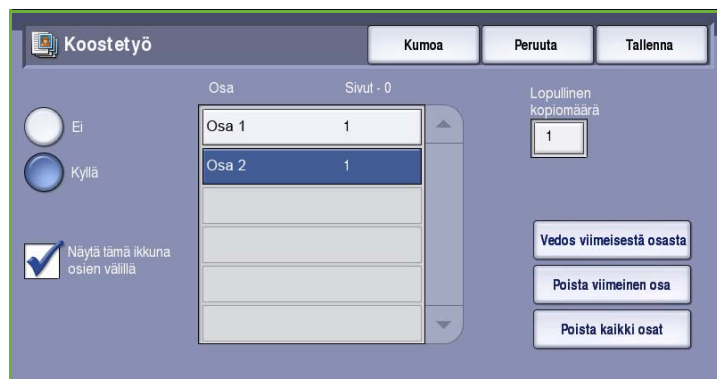 Koostetyö
Kumoa
Peruuta
Tallenna
Osa Sivut - 0
Lopullinen
kopiomäärä
1
Ei
Kyllä
Osa 1 1
Osa 2 1
Näytä tämä ikkuna
osien välillä
Vedos viimeisestä osasta
Poista viimeinen osa
Poista kaikki osat